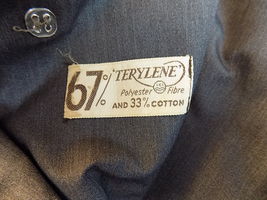 67% 'TERYLENE'
Polyester Fibre
AND 33% COTTON